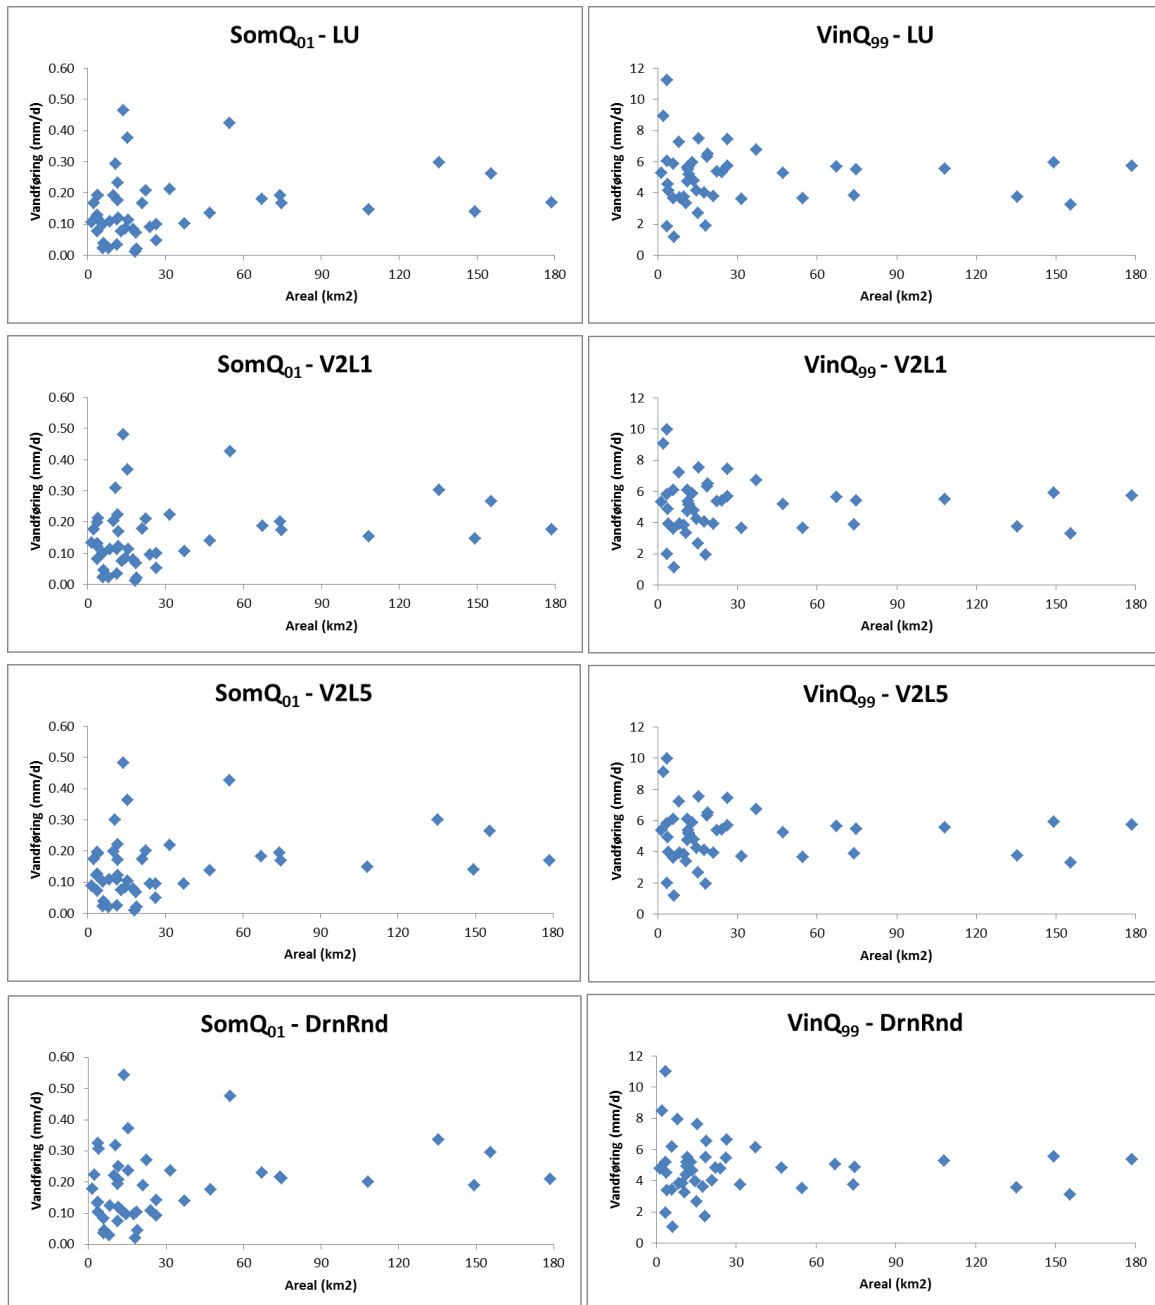 SomQ01 - LU
Vandføring (mm/d)
0.60
0.50
0.40
0.30
0.20
0.10
0.00
0 30 60 90 120 150 180
Areal (km2)
VinQ99 - LU
Vandføring (mm/d)
12
10
8
6
4
2
0
0 30 60 90 120 150 180
Areal (km2)
SomQ01 - V2L1
Vandføring (mm/d)
0.60
0.50
0.40
0.30
0.20
0.10
0.00
0 30 60 90 120 150 180
Areal (km2)
VinQ99 - V2L1
Vandføring (mm/d)
12
10
8
6
4
2
0
0 30 60 90 120 150 180
Areal (km2)
SomQ01 - V2L5
Vandføring (mm/d)
0.60
0.50
0.40
0.30
0.20
0.10
0.00
0 30 60 90 120 150 180
Areal (km2)
VinQ99 - V2L5
Vandføring (mm/d)
12
10
8
6
4
2
0
0 30 60 90 120 150 180
Areal (km2)
SomQ01 - DrnRnd
Vandføring (mm/d)
0.60
0.50
0.40
0.30
0.20
0.10
0.00
0 30 60 90 120 150 180
Areal (km2)
VinQ99 - DrnRnd
Vandføring (mm/d)
12
10
8
6
4
2
0
0 30 60 90 120 150 180
Areal (km2)